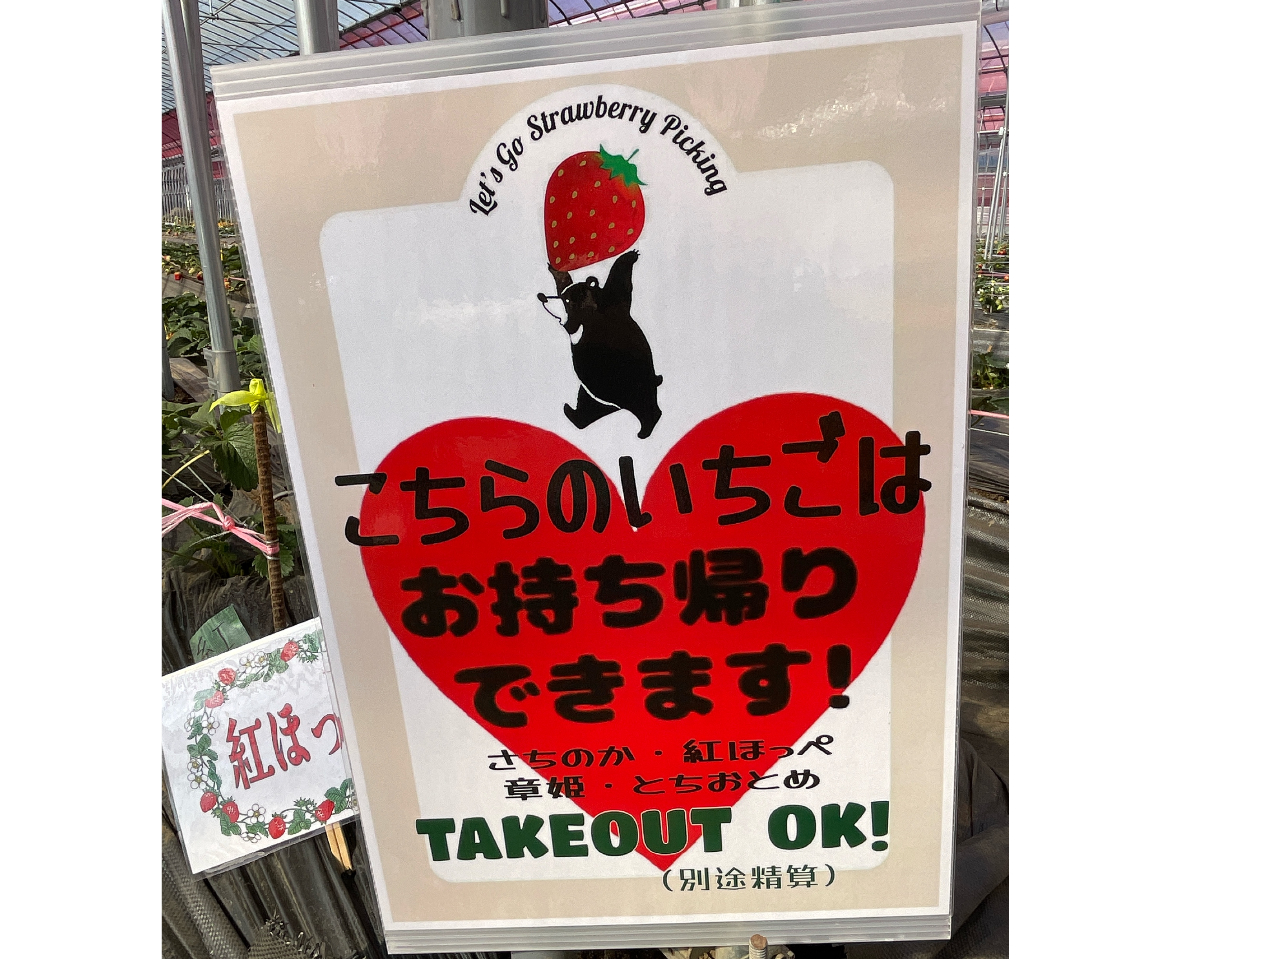 Let's Go Strawberry Picking
こちらのいちごは
お持ち帰り
できます!
さちのか・紅ほっぺ
章姫・とちおとめ
TAKEOUT OK!
(別途精算)
紅ほっ